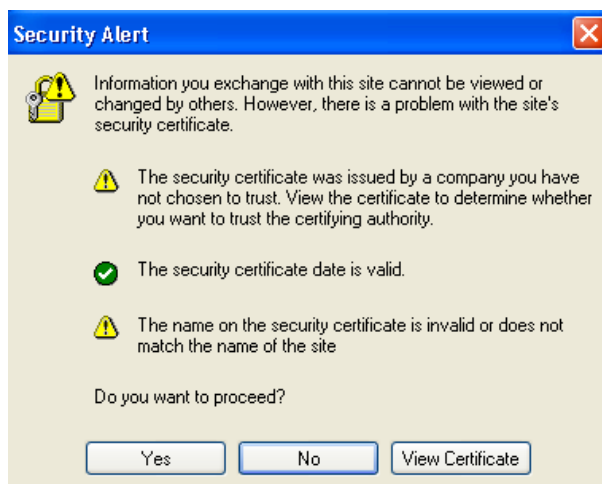 Security Alert
Information you exchange with this site cannot be viewed or
changed by others. However, there is a problem with the site's
security certificate.
The security certificate was issued by a company you have
not chosen to trust. View the certificate to determine whether
you want to trust the certifying authority.
The security certificate date is valid.
The name on the security certificate is invalid or does not
match the name of the site
Do you want to proceed?
Yes No View Certificate